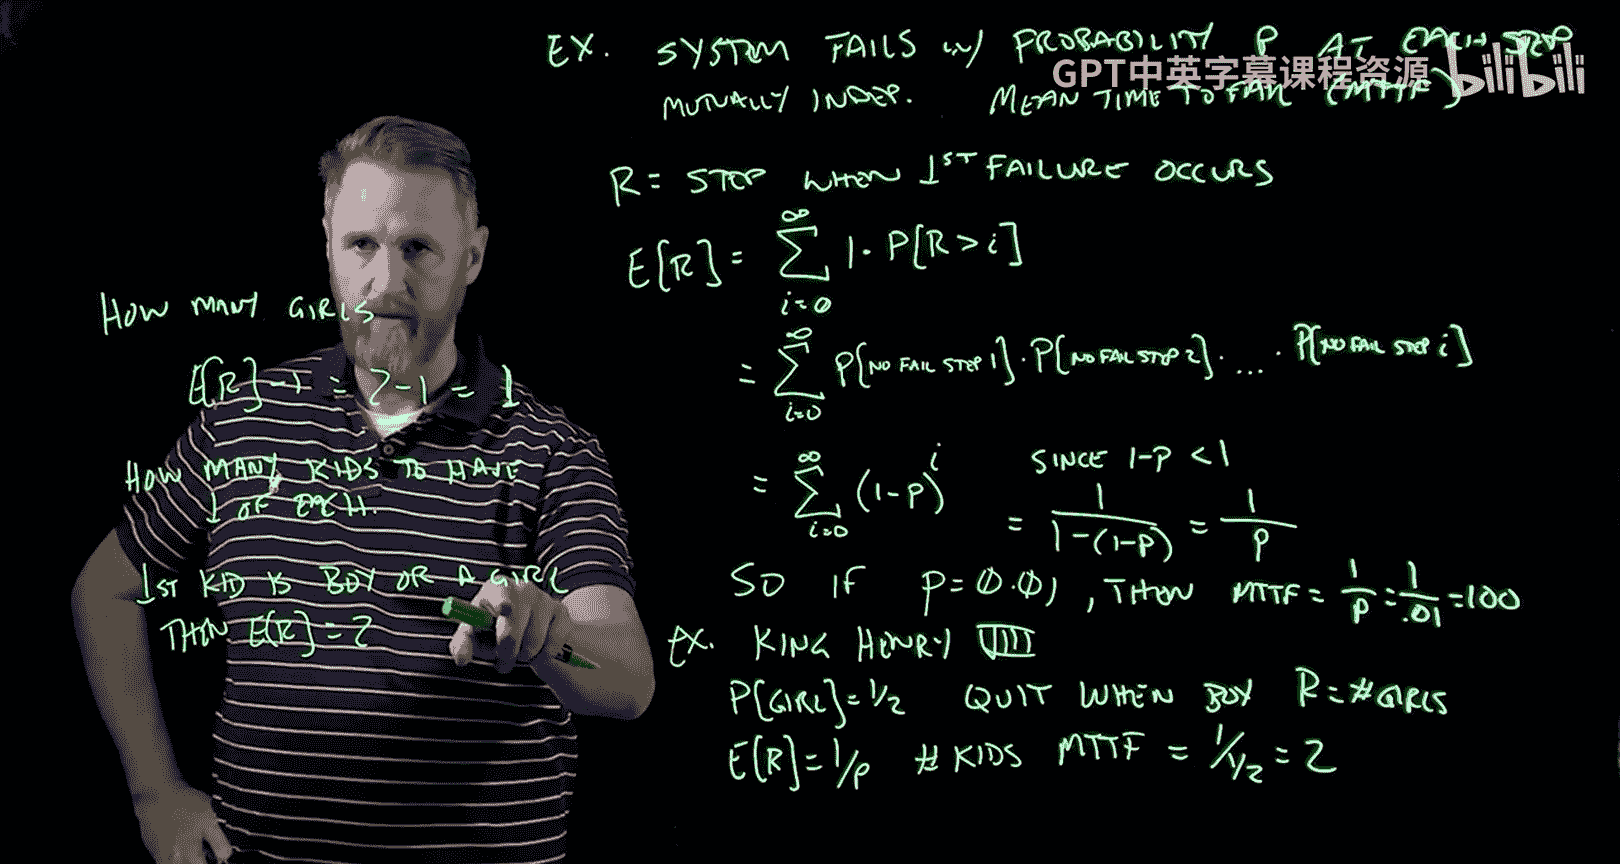 EX. SYSTEM FAILS W/ PROBABILITY P AT EACH STEP
GPT中英字幕课程资源 bilibili
MUTUALLY INDEP. MEAN TIME TO FAIL (MTTF)
R = STEP WHEN 1ST FAILURE OCCURS
E[R] = ∞ Σ i=0 1 · P[R > i]
= ∞ Σ i=0 P[NO FAIL STEP 1] · P[NO FAIL STEP 2] · ... · P[NO FAIL STEP i]
= ∞ Σ i=0 (1-p)^i SINCE 1-P < 1
= 1/(1-(1-p)) = 1/p
SO IF p = 0.01, THEN MTTF = 1/p = 1/.01 = 100
EX. KING HENRY VIII
P[GIRL] = 1/2 QUIT WHEN BOY R = # GIRLS
E[R] = 1/p # KIDS MTTF = 1/1/2 = 2
HOW MANY GIRLS
E[R] - 1 = 2 - 1 = 1
HOW MANY KIDS TO HAVE
1 OF EACH.
1ST KID IS BOY OR A GIRL
THEN E[R] = 2